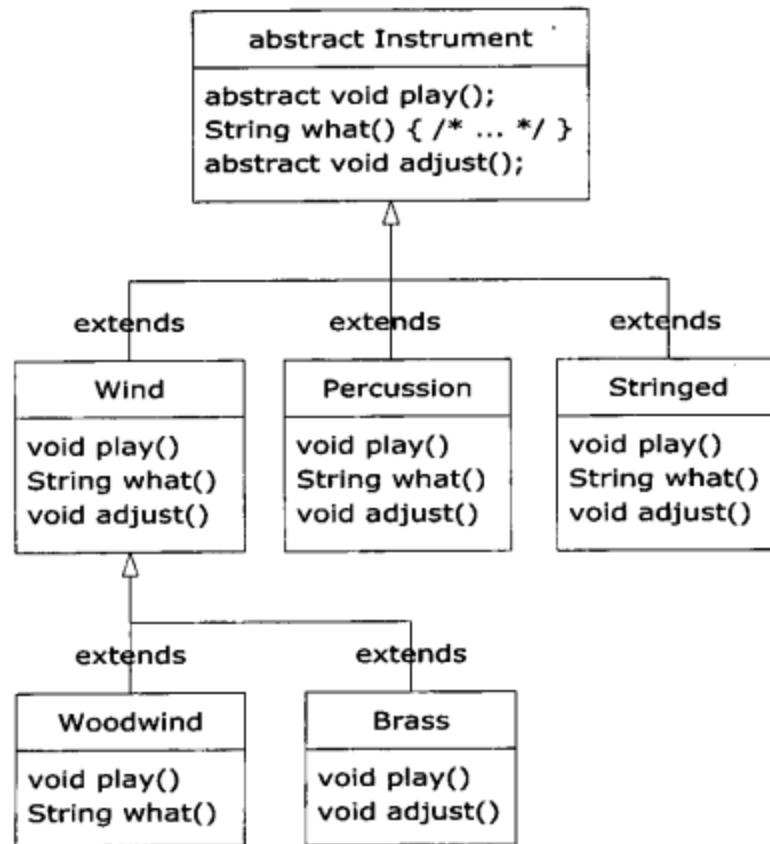 abstract Instrument
abstract void play();
String what() { /* ... */ }
abstract void adjust();
extends
extends
extends
Wind
void play()
String what()
void adjust()
Percussion
void play()
String what()
void adjust()
Stringed
void play()
String what()
void adjust()
extends
extends
Woodwind
void play()
String what()
Brass
void play()
void adjust()